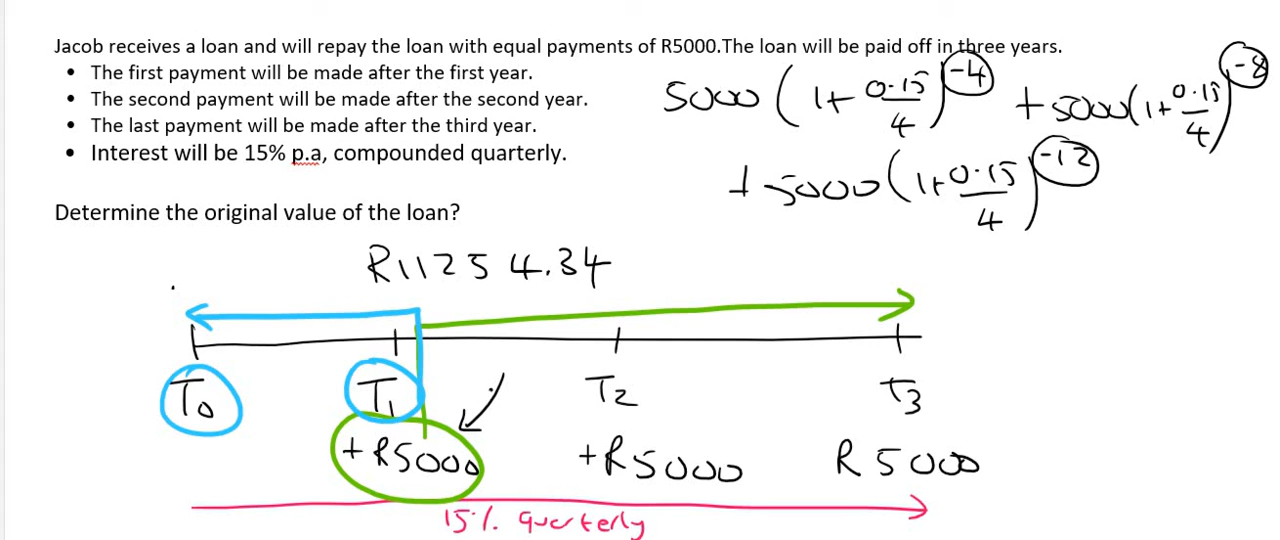 Jacob receives a loan and will repay the loan with equal payments of R5000.The loan will be paid off in three years.
• The first payment will be made after the first year.
• The second payment will be made after the second year.
• The last payment will be made after the third year.
• Interest will be 15% p.a, compounded quarterly.
5000 (1+ 0.15/4)^-4 + 5000(1+ 0.15/4)^-8
+ 5000(1+ 0.15/4)^-12
Determine the original value of the loan?
R11254.34
T0 T1 T2 T3
+R5000 +R5000 R5000
15% quarterly